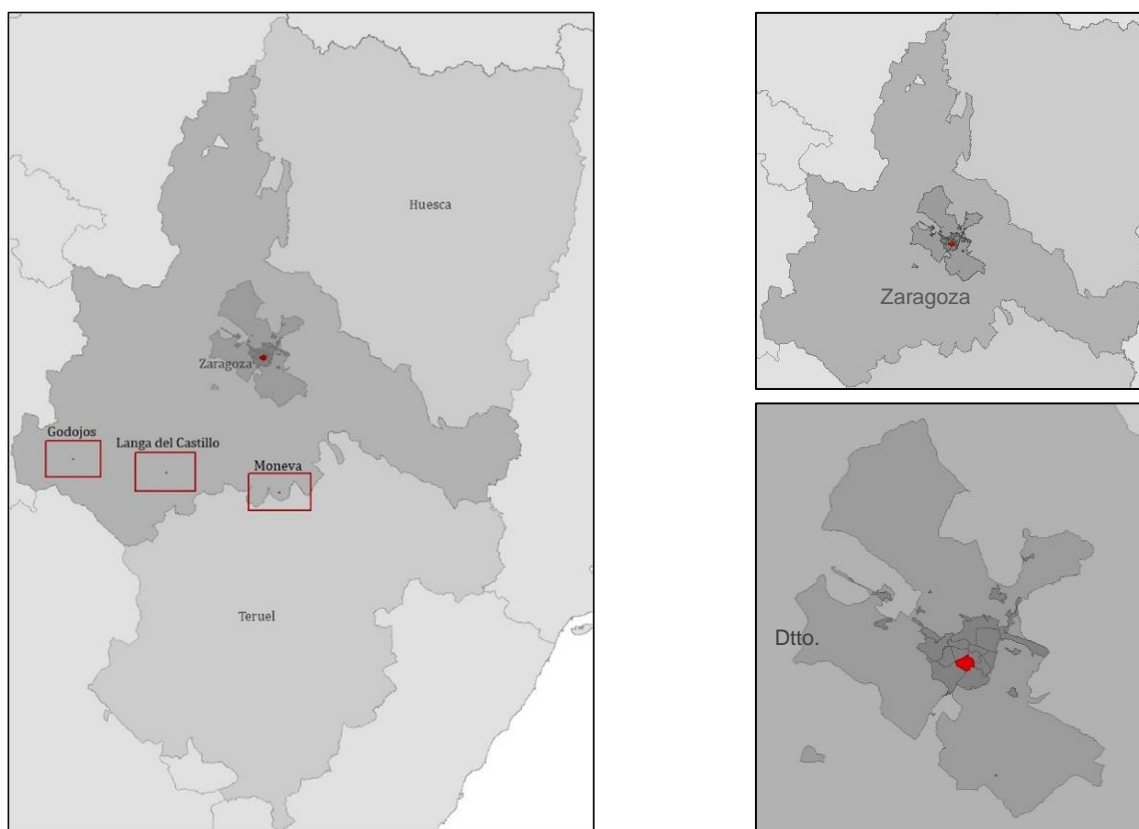 Huesca
Zaragoza
Godojos
Langa del Castillo
Moneva
Teruel
Zaragoza
Dtto.